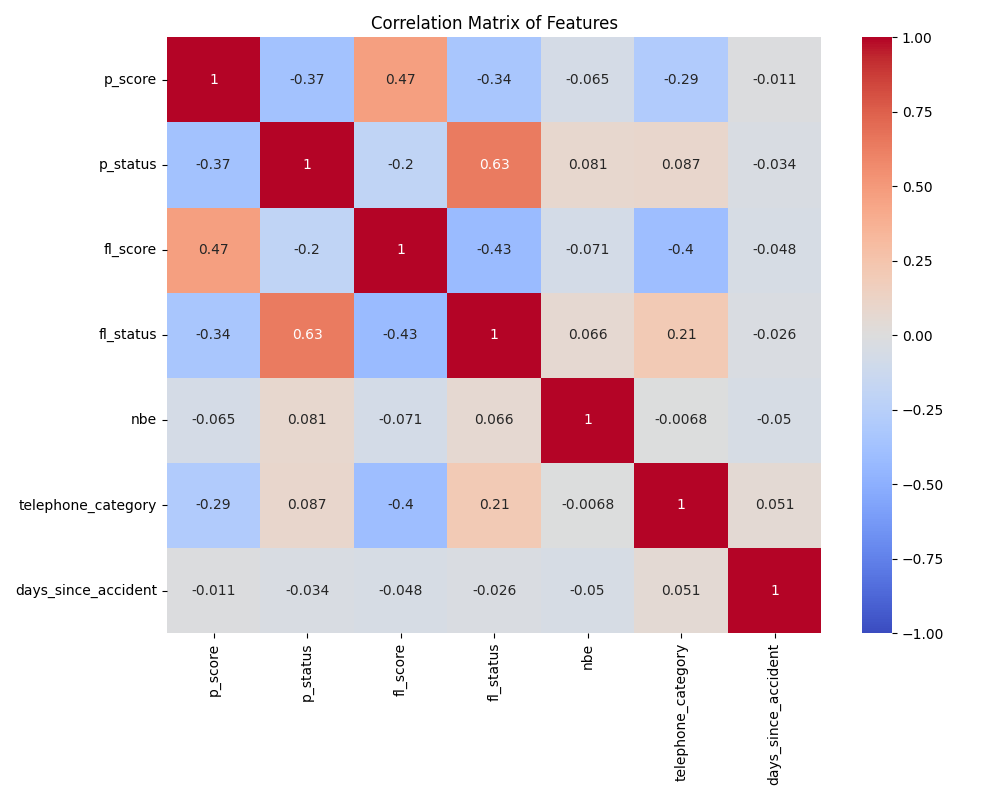 Correlation Matrix of Features
p_score 1 -0.37 0.47 -0.34 -0.065 -0.29 -0.011
p_status -0.37 1 -0.2 0.63 0.081 0.087 -0.034
fl_score 0.47 -0.2 1 -0.43 -0.071 -0.4 -0.048
fl_status -0.34 0.63 -0.43 1 0.066 0.21 -0.026
nbe -0.065 0.081 -0.071 0.066 1 -0.0068 -0.05
telephone_category -0.29 0.087 -0.4 0.21 -0.0068 1 0.051
days_since_accident -0.011 -0.034 -0.048 -0.026 -0.05 0.051 1
p_score
p_status
fl_score
fl_status
nbe
telephone_category
days_since_accident
1.00
0.75
0.50
0.25
0.00
−0.25
−0.50
−0.75
−1.00